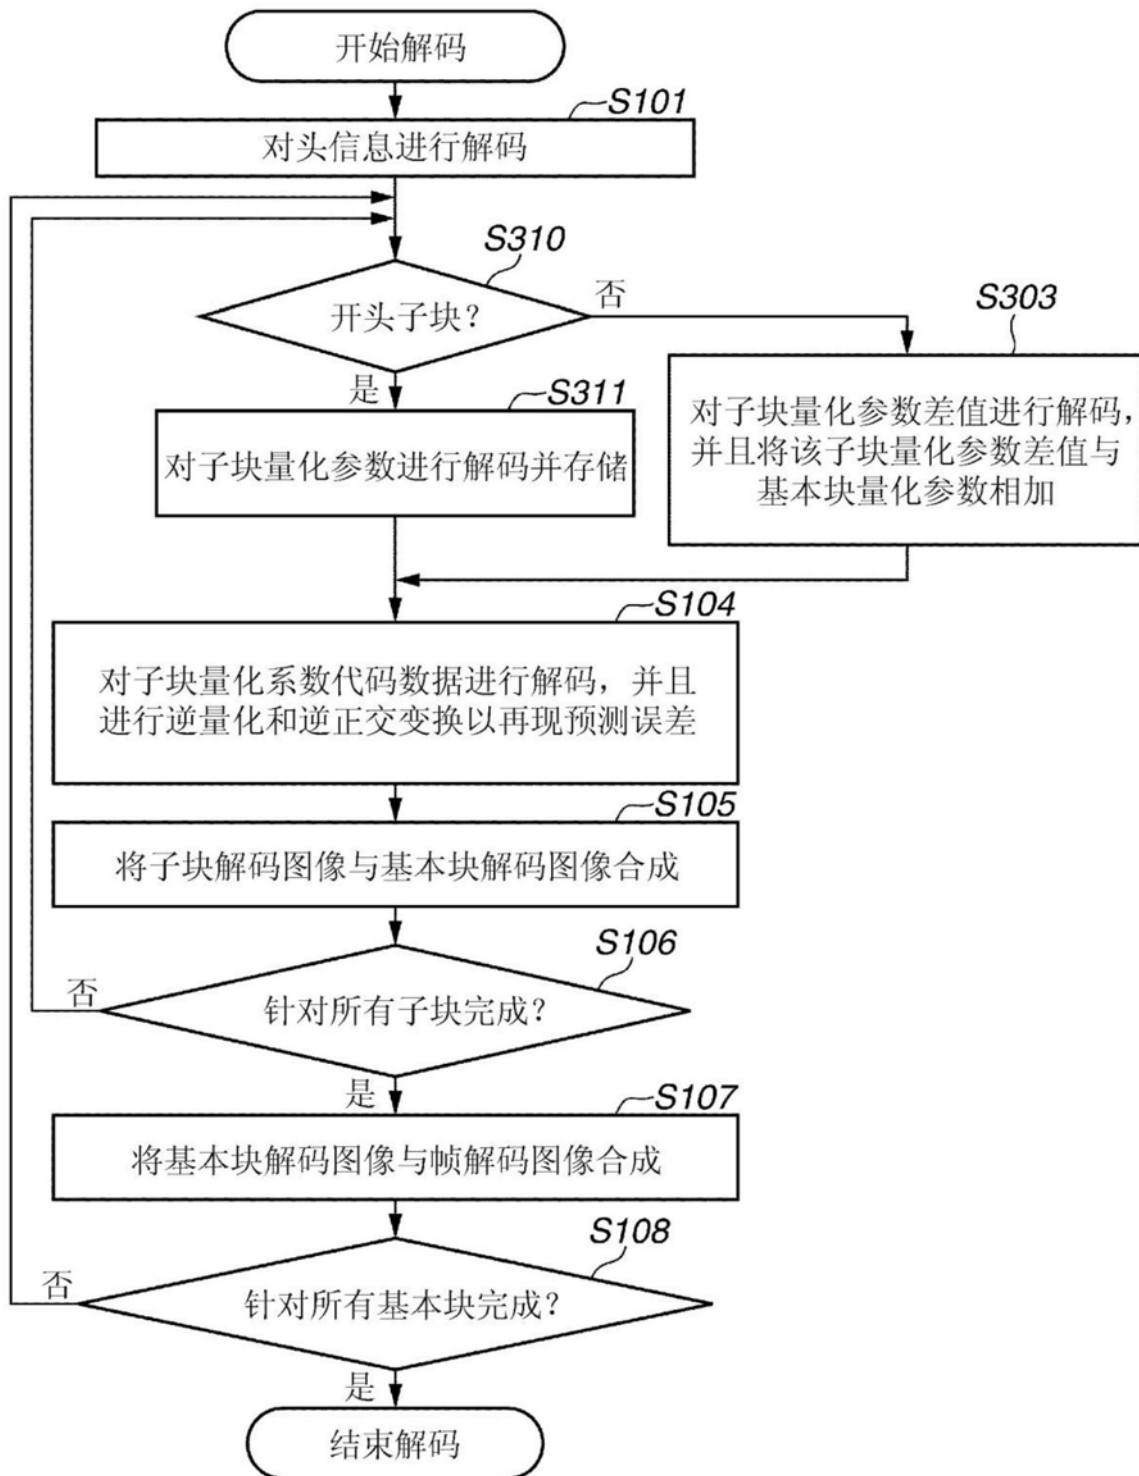 开始解码
S101
对头信息进行解码
S310
开头子块?
否
是
S303
对子块量化参数差值进行解码,
并且将该子块量化参数差值与
基本块量化参数相加
S311
对子块量化参数进行解码并存储
S104
对子块量化系数代码数据进行解码, 并且
进行逆量化和逆正交变换以再现预测误差
S105
将子块解码图像与基本块解码图像合成
S106
否
针对所有子块完成?
是
S107
将基本块解码图像与帧解码图像合成
S108
否
针对所有基本块完成?
是
结束解码